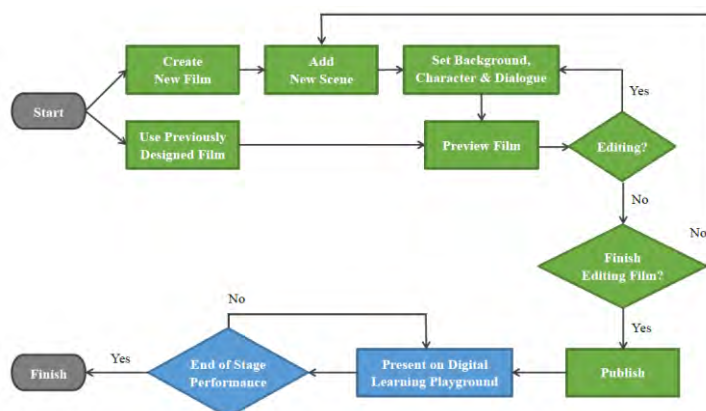 Create
New Film
Add
New Scene
Set Background,
Character & Dialogue
Yes
Start
Use Previously
Designed Film
Preview Film
Editing?
No
No
Finish
Editing Film?
No
Yes
Yes
End of Stage
Performance
Present on Digital
Learning Playground
Finish
Publish